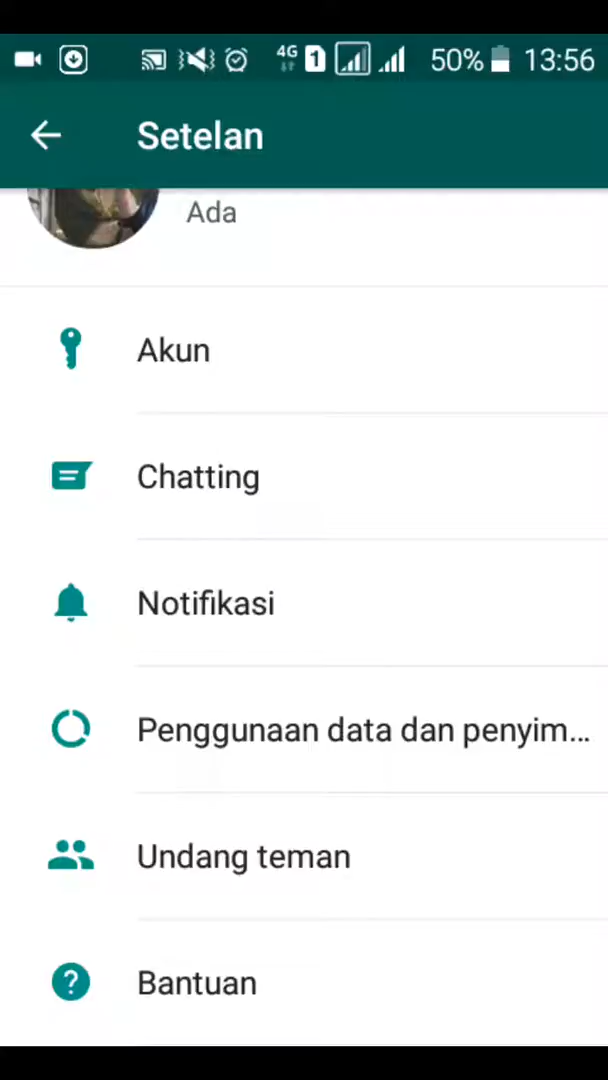 4G 1 50% 13:56
Setelan
Ada
Akun
Chatting
Notifikasi
Penggunaan data dan penyim...
Undang teman
? Bantuan